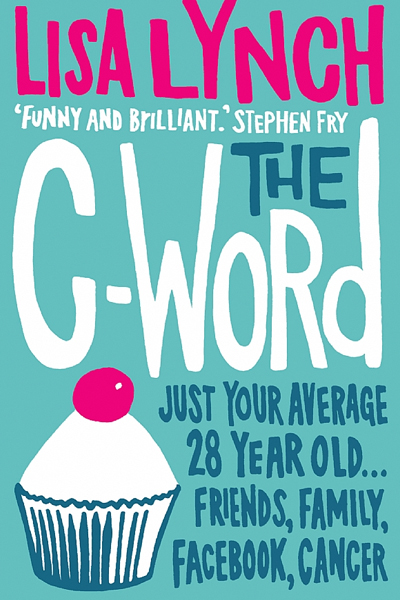 LISA LYNCH
'FUNNY AND BRILLIANT.' STEPHEN FRY
THE
C-WORd
JUST YOUR AVERAGE
28 YEAR OLD...
FRIENDS, FAMILY,
FACEBOOK, CANCER